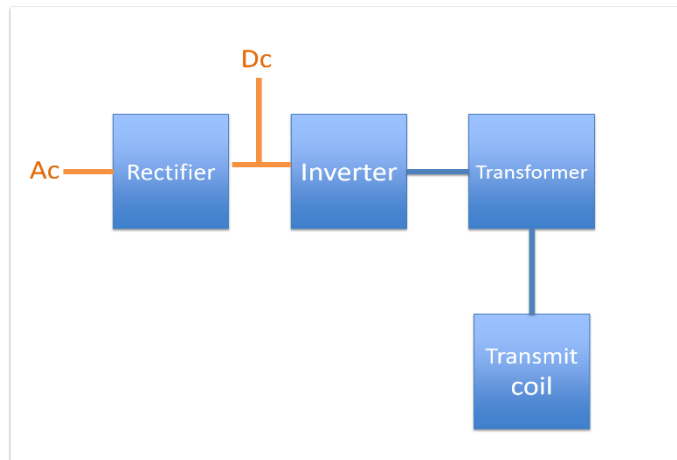 Dc
Ac
Rectifier
Inverter
Transformer
Transmit
coil